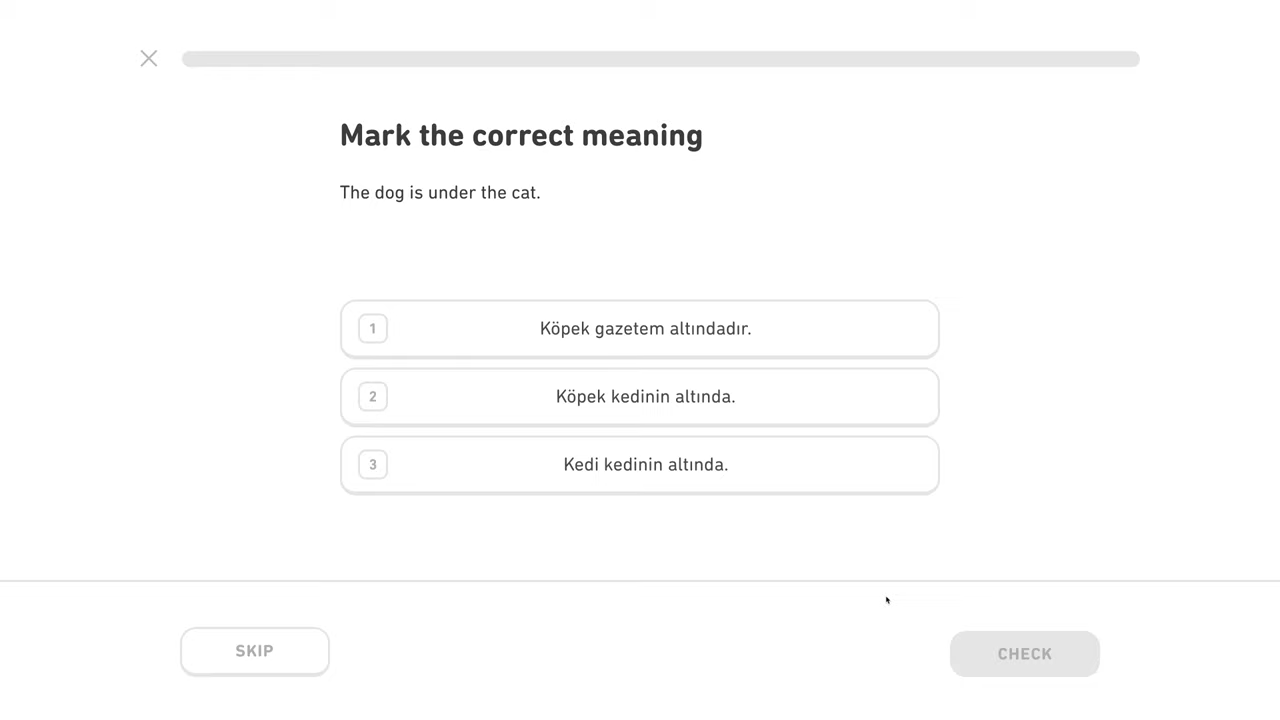 Mark the correct meaning
The dog is under the cat.
1 Köpek gazetem altındadır.
2 Köpek kedinin altında.
3 Kedi kedinin altında.
SKIP
CHECK